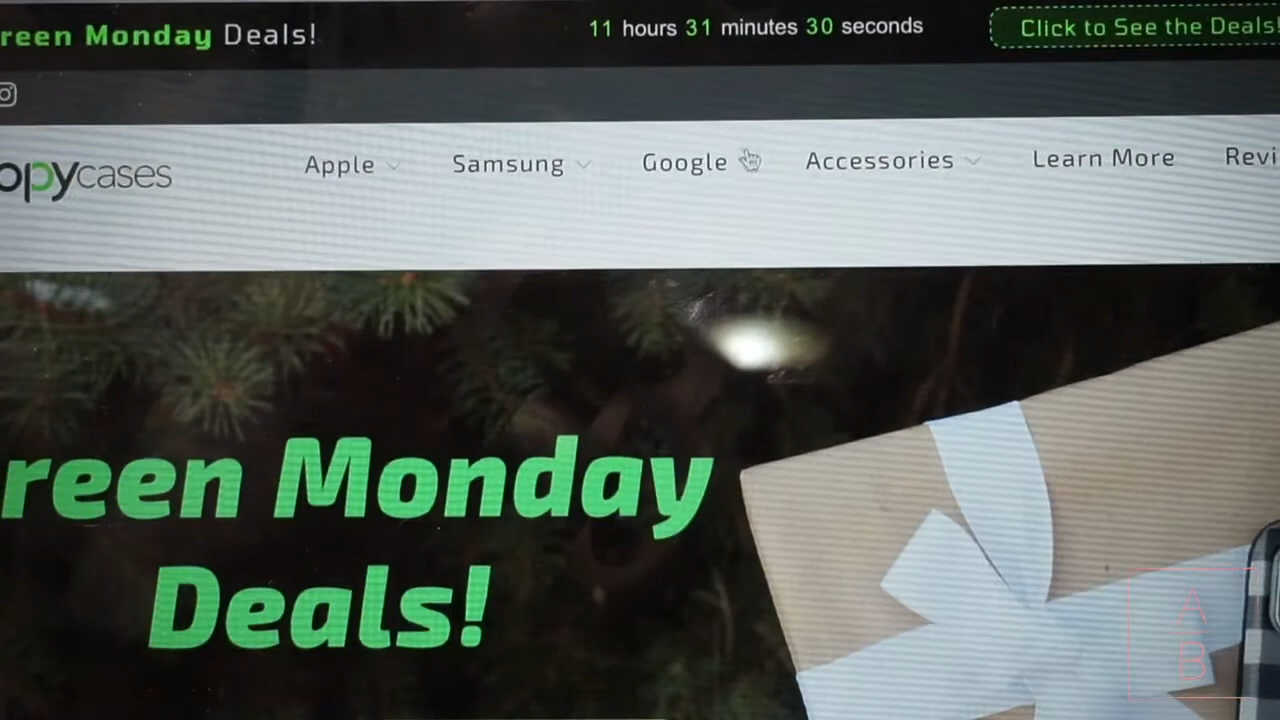 reen Monday Deals!
11 hours 31 minutes 30 seconds
Click to See the Deals!
opycases
Apple
Samsung
Google
Accessories
Learn More
Revi
reen Monday
Deals!
A
B